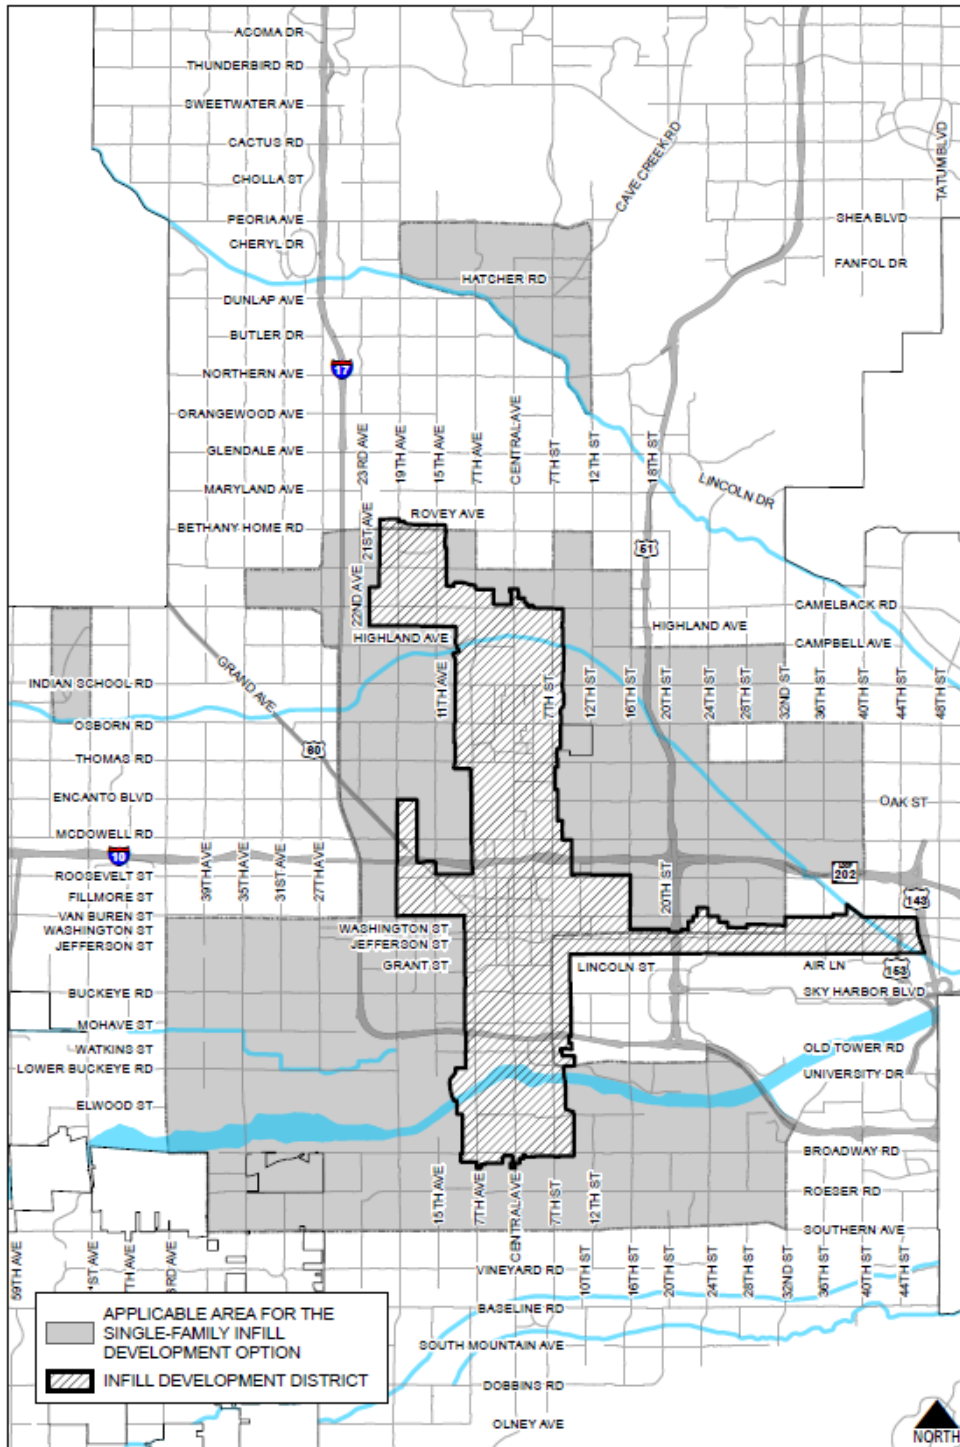 ACOMA DR
THUNDERBIRD RD
SWEETWATER AVE
CACTUS RD
CHOLLA ST
PEORIA AVE
CHERYL DR
CAVE CREEK RD
TATUM BLVD
SHEA BLVD
FANFOL DR
HATCHER RD
DUNLAP AVE
BUTLER DR
17
NORTHERN AVE
ORANGEWOOD AVE
GLENDALE AVE
MARYLAND AVE
BETHANY HOME RD
23RD AVE
19TH AVE
15TH AVE
7TH AVE
CENTRAL AVE
7TH ST
12TH ST
18TH ST
LINCOLN DR
ROVEY AVE
21ST AVE
22ND AVE
51
CAMELBACK RD
HIGHLAND AVE
HIGHLAND AVE
CAMPBELL AVE
GRAND AVE
INDIAN SCHOOL RD
11TH AVE
7TH ST
12TH ST
16TH ST
20TH ST
24TH ST
28TH ST
32ND ST
36TH ST
40TH ST
44TH ST
48TH ST
OSBORN RD
60
THOMAS RD
ENCANTO BLVD
OAK ST
MCDOWELL RD
10
39TH AVE
35TH AVE
31ST AVE
27TH AVE
ROOSEVELT ST
20TH ST
LOOP
202
143
FILLMORE ST
VAN BUREN ST
WASHINGTON ST
JEFFERSON ST
WASHINGTON ST
JEFFERSON ST
GRANT ST
LINCOLN ST
AIR LN
153
SKY HARBOR BLVD
BUCKEYE RD
MOHAVE ST
WATKINS ST
LOWER BUCKEYE RD
OLD TOWER RD
UNIVERSITY DR
ELWOOD ST
BROADWAY RD
ROESER RD
SOUTHERN AVE
15TH AVE
7TH AVE
CENTRAL AVE
7TH ST
12TH ST
59TH AVE
VINEYARD RD
10TH ST
16TH ST
20TH ST
24TH ST
28TH ST
32ND ST
36TH ST
40TH ST
44TH ST
BASELINE RD
SOUTH MOUNTAIN AVE
DOBBINS RD
OLNEY AVE
APPLICABLE AREA FOR THE
SINGLE-FAMILY INFILL
DEVELOPMENT OPTION
INFILL DEVELOPMENT DISTRICT
NORTH